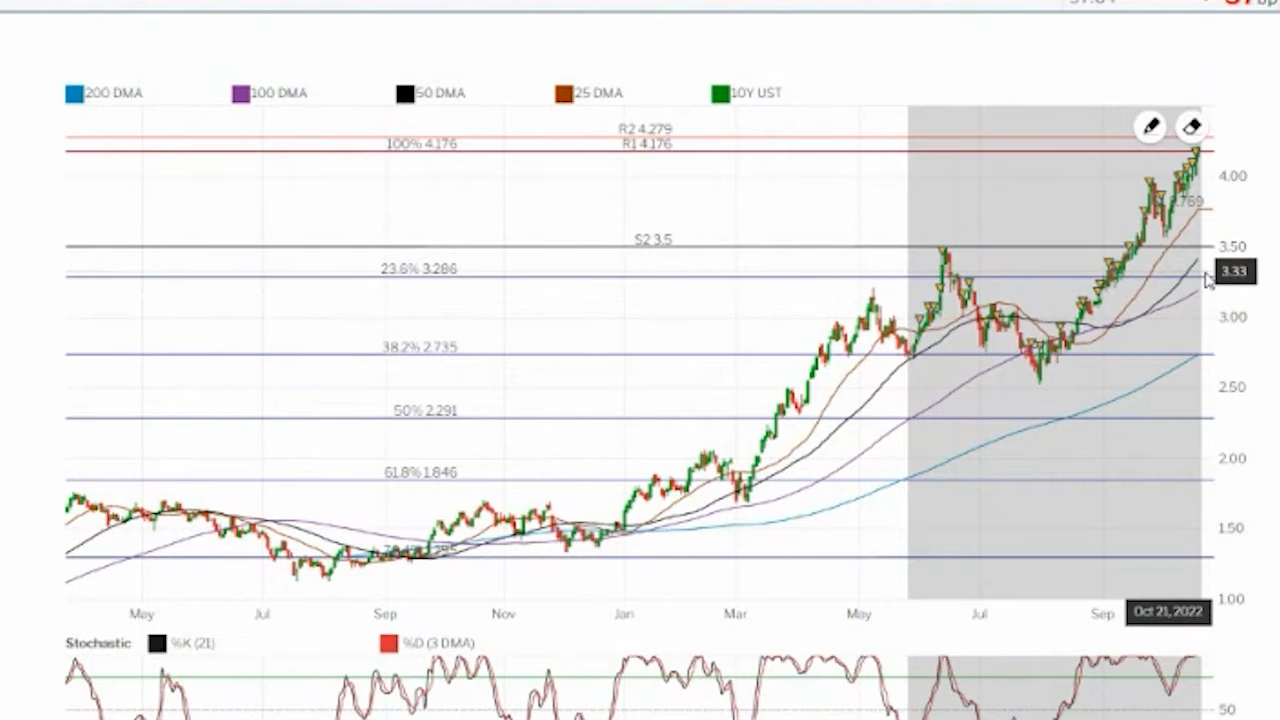 200 DMA 100 DMA 50 DMA 25 DMA 10Y UST
R2 4.279
100% 4.176 R1 4.176
4.00
S2 3.5 3.50
23.6% 3.286 3.33
3.00
38.2% 2.735
2.50
50% 2.291
2.00
61.8% 1.846
1.50
1.00
May Jul Sep Nov Jan Mar May Jul Sep Oct 21, 2022
Stochastic %K (21) %D (3 DMA)
50